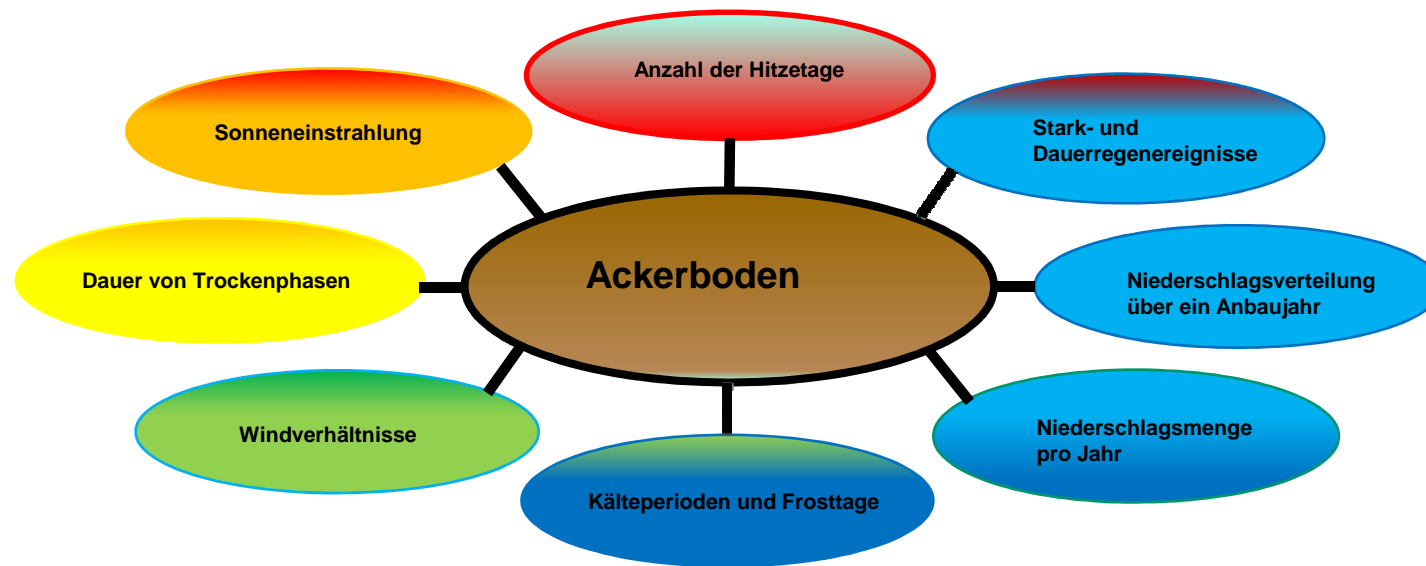 Anzahl der Hitzetage
Sonneneinstrahlung
Stark- und
Dauerregenereignisse
Dauer von Trockenphasen
Ackerboden
Niederschlagsverteilung
über ein Anbaujahr
Windverhältnisse
Niederschlagsmenge
pro Jahr
Kälteperioden und Frosttage